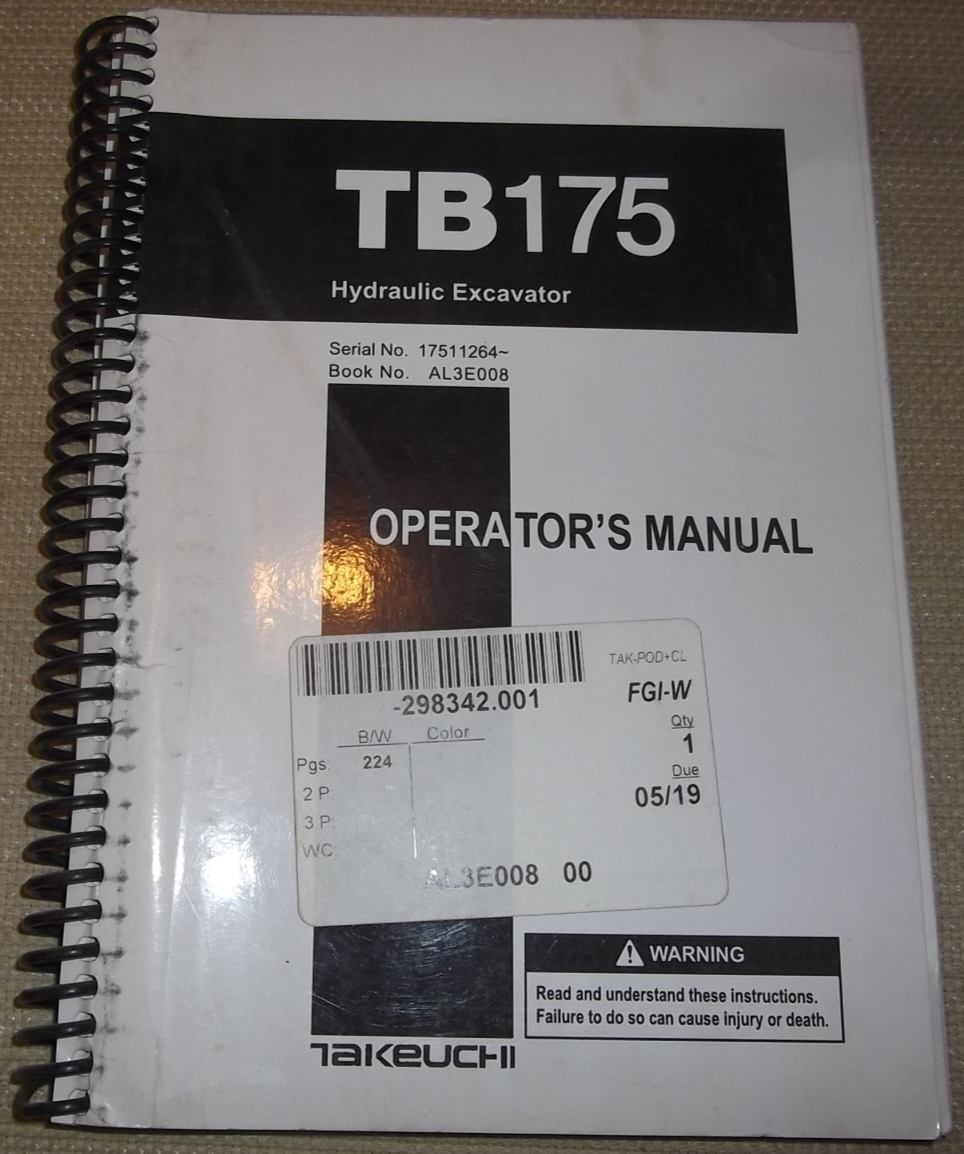 TB175
Hydraulic Excavator
Serial No. 17511264~
Book No. AL3E008
OPERATOR'S MANUAL
TAK-POD+CL
-298342.001
FGI-W
Qty
1
Due
05/19
B/W Color
Pgs: 224
2 P:
3 P:
WC:
AL3E008 00
WARNING
Read and understand these instructions.
Failure to do so can cause injury or death.
TAKEUCHI